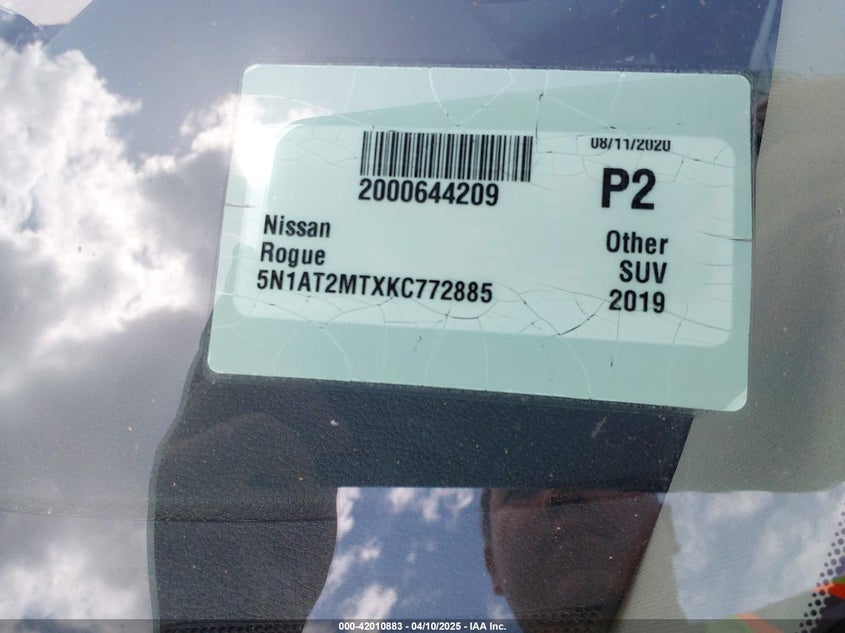 08/11/2020
2000644209
P2
Nissan
Other
Rogue
SUV
5N1AT2MTXKC772885
2019
000-42010883 - 04/10/2025 - IAA Inc.